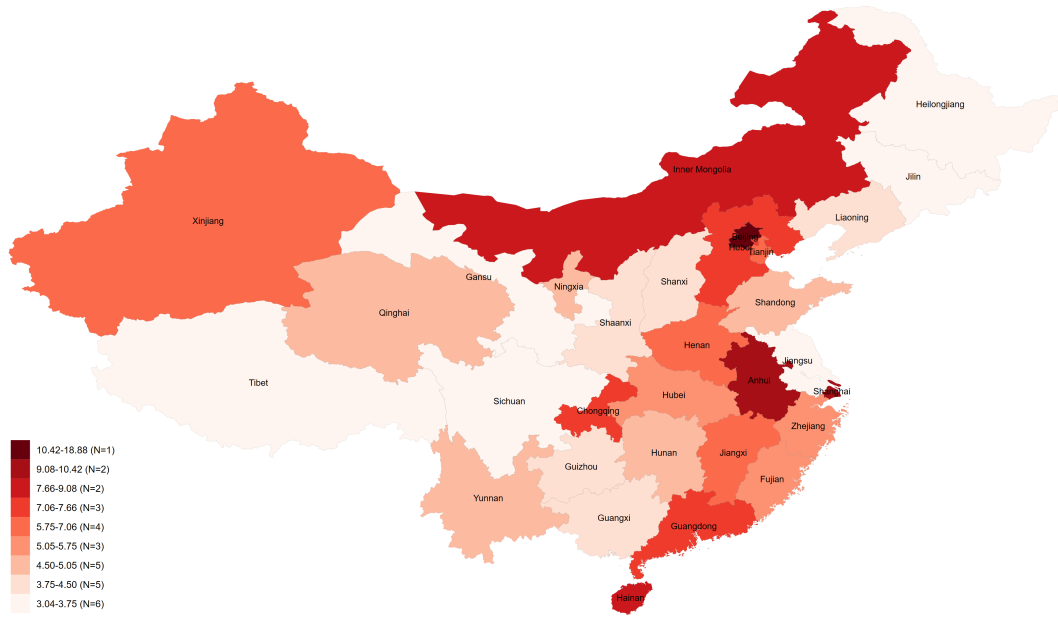 Heilongjiang
Inner Mongolia
Jilin
Xinjiang
Liaoning
Beijing
Hebei
Tianjin
Gansu
Shanxi
Ningxia
Shandong
Qinghai
Shaanxi
Henan
Jiangsu
Tibet
Anhui
Shanghai
Hubei
Sichuan
Chongqing
Zhejiang
Hunan
Jiangxi
Guizhou
Fujian
Yunnan
Guangxi
Guangdong
Hainan
10.42-18.88 (N=1)
9.08-10.42 (N=2)
7.66-9.08 (N=2)
7.06-7.66 (N=3)
5.75-7.06 (N=4)
5.05-5.75 (N=3)
4.50-5.05 (N=5)
3.75-4.50 (N=5)
3.04-3.75 (N=6)